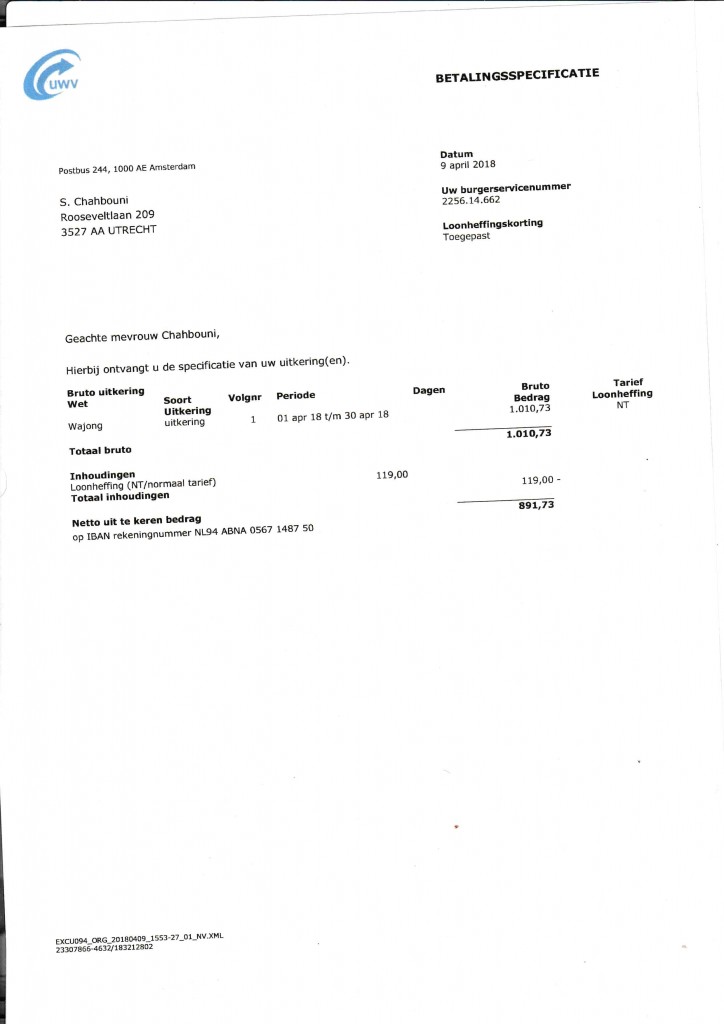 UWV
BETALINGSSPECIFICATIE
Postbus 244, 1000 AE Amsterdam
Datum
9 april 2018
S. Chahbouni
Rooseveltlaan 209
3527 AA UTRECHT
Uw burgerservicenummer
2256.14.662
Loonheffingskorting
Toegepast
Geachte mevrouw Chahbouni,
Hierbij ontvangt u de specificatie van uw uitkering(en).
Bruto uitkering Wet Soort Uitkering Volgnr Periode Dagen Bruto Bedrag Tarief Loonheffing
Wajong uitkering 1 01 apr 18 t/m 30 apr 18 1.010,73 NT
Totaal bruto 1.010,73
Inhoudingen
Loonheffing (NT/normaal tarief) 119,00
Totaal inhoudingen 119,00 -
Netto uit te keren bedrag 891,73
op IBAN rekeningnummer NL94 ABNA 0567 1487 50
EXCU094_ORG_20180409_1553-27_01_NV.XML
23307866-4632/183212802